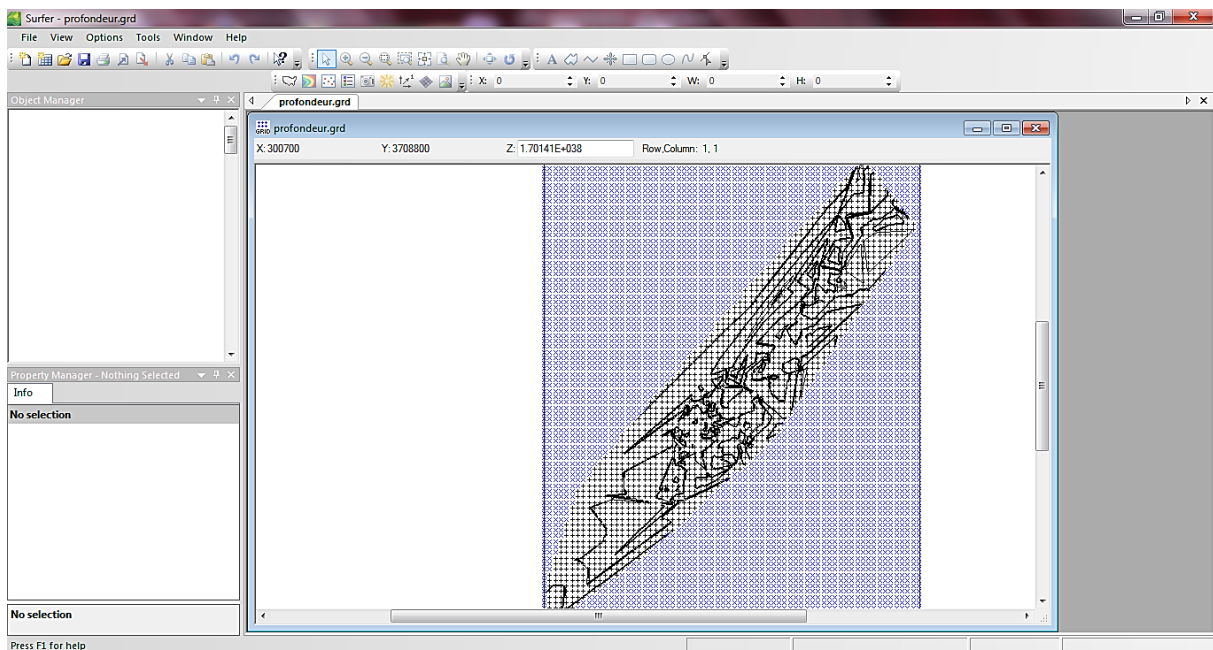 Surfer - profondeur.grd
File View Options Tools Window Help
X: 0 Y: 0 W: 0 H: 0
Object Manager
profondeur.grd
GRID profondeur.grd
X: 300700 Y: 3708800 Z: 1.70141E+038 Row,Column: 1, 1
Property Manager - Nothing Selected
Info
No selection
No selection
Press F1 for help